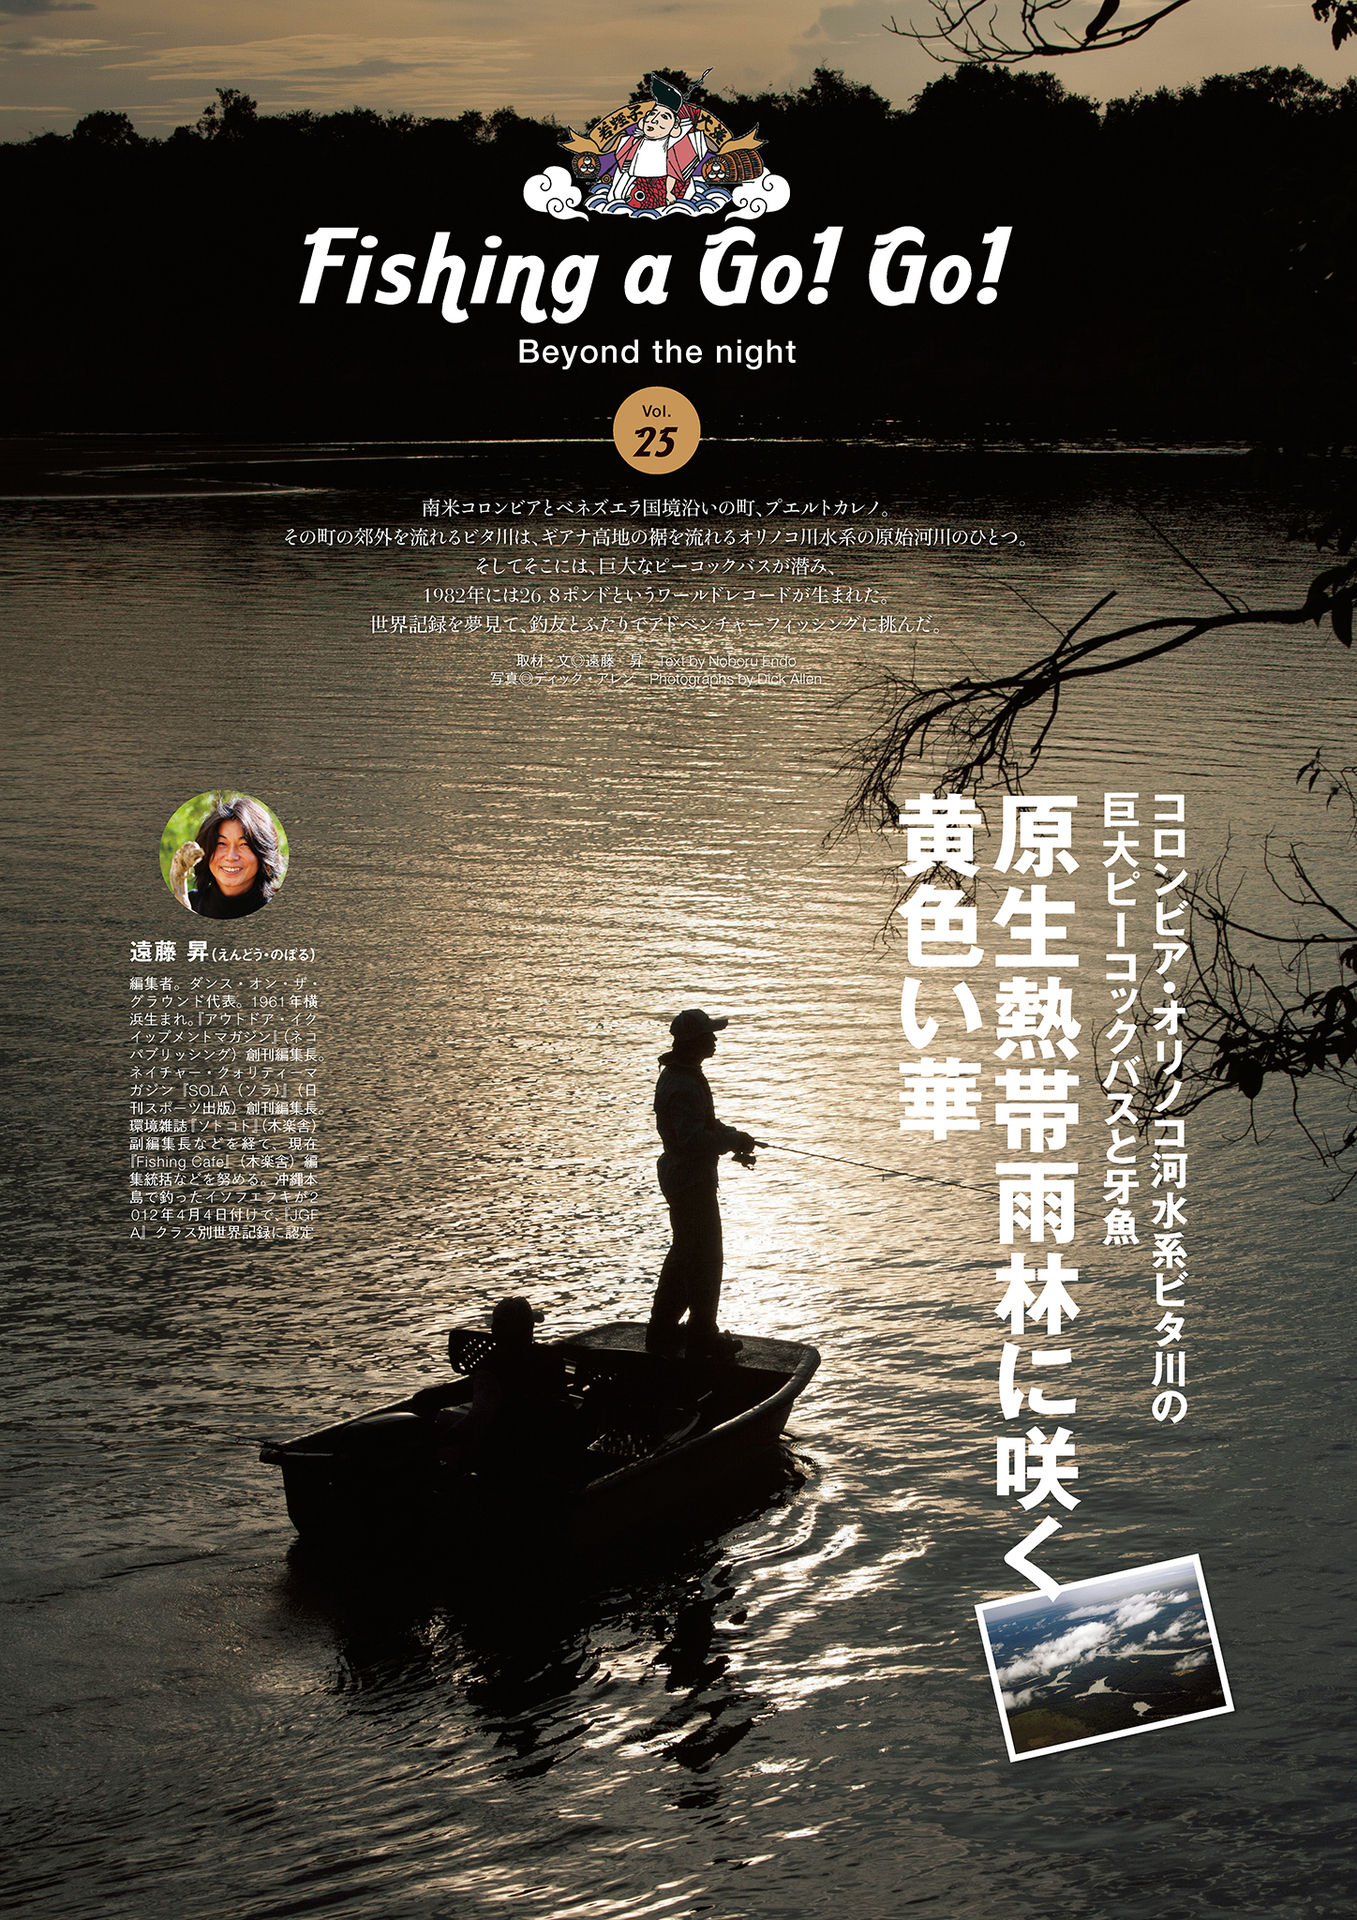 若蛭子
大漁
Fishing a Go! Go!
Beyond the night
Vol.
25
南米コロンビアとベネズエラ国境沿いの町、プエルトカレノ。
その町の郊外を流れるビタ川は、ギアナ高地の裾を流れるオリノコ川水系の原始河川のひとつ。
そしてそこには、巨大なピーコックバスが潜み、
1982年には26.8ポンドというワールドレコードが生まれた。
世界記録を夢見て、釣友とふたりでアドベンチャーフィッシングに挑んだ。
取材・文◎遠藤 昇 Text by Noboru Endo
写真◎ディック・アレン Photographs by Dick Allen
コロンビア・オリノコ河水系ビタ川の
巨大ピーコックバスと牙魚
原生熱帯雨林に咲く
黄色い華
遠藤 昇(えんどう・のぼる)
編集者。ダンス・オン・ザ・
グラウンド代表。1961年横
浜生まれ。『アウトドア・イク
イップメントマガジン』(ネコ
パブリッシング)創刊編集長。
ネイチャー・クォリティーマ
ガジン『SOLA(ソラ)』(日
刊スポーツ出版)創刊編集長。
環境雑誌『ソトコト』(木楽舎)
副編集長などを経て、現在
『Fishing Cafe』(木楽舎)編
集統括などを努める。沖縄本
島で釣ったイソフエフキが2
012年4月4日付けで、『JGF
A』クラス別世界記録に認定